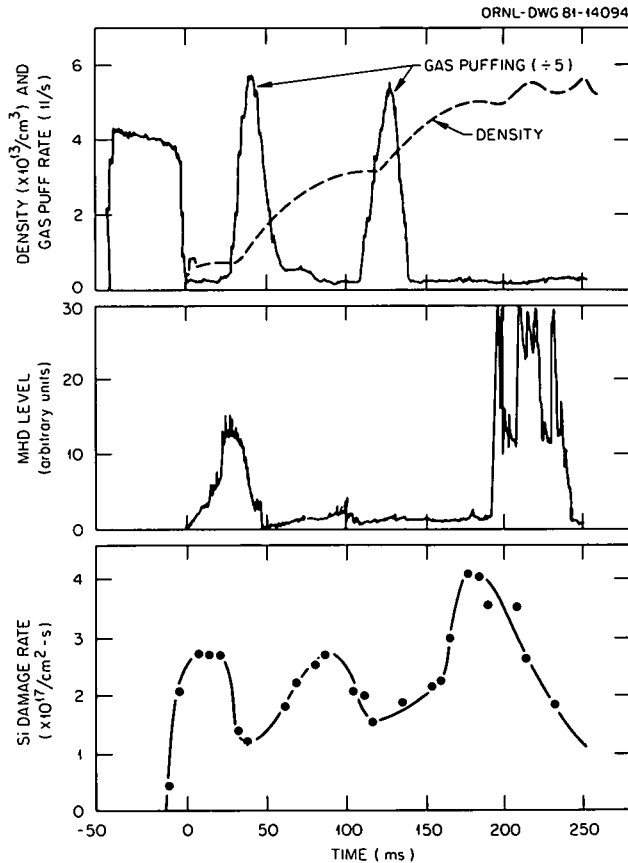 ORNL-DWG 81-14094
DENSITY (×10¹³/cm³) AND
GAS PUFF RATE (tl/s)
6
4
2
0
GAS PUFFING (÷5)
DENSITY
MHD LEVEL
(arbitrary units)
30
20
10
0
Si DAMAGE RATE
(×10¹⁷/cm²-s)
4
3
2
1
0
-50
0
50
100
150
200
250
TIME (ms)